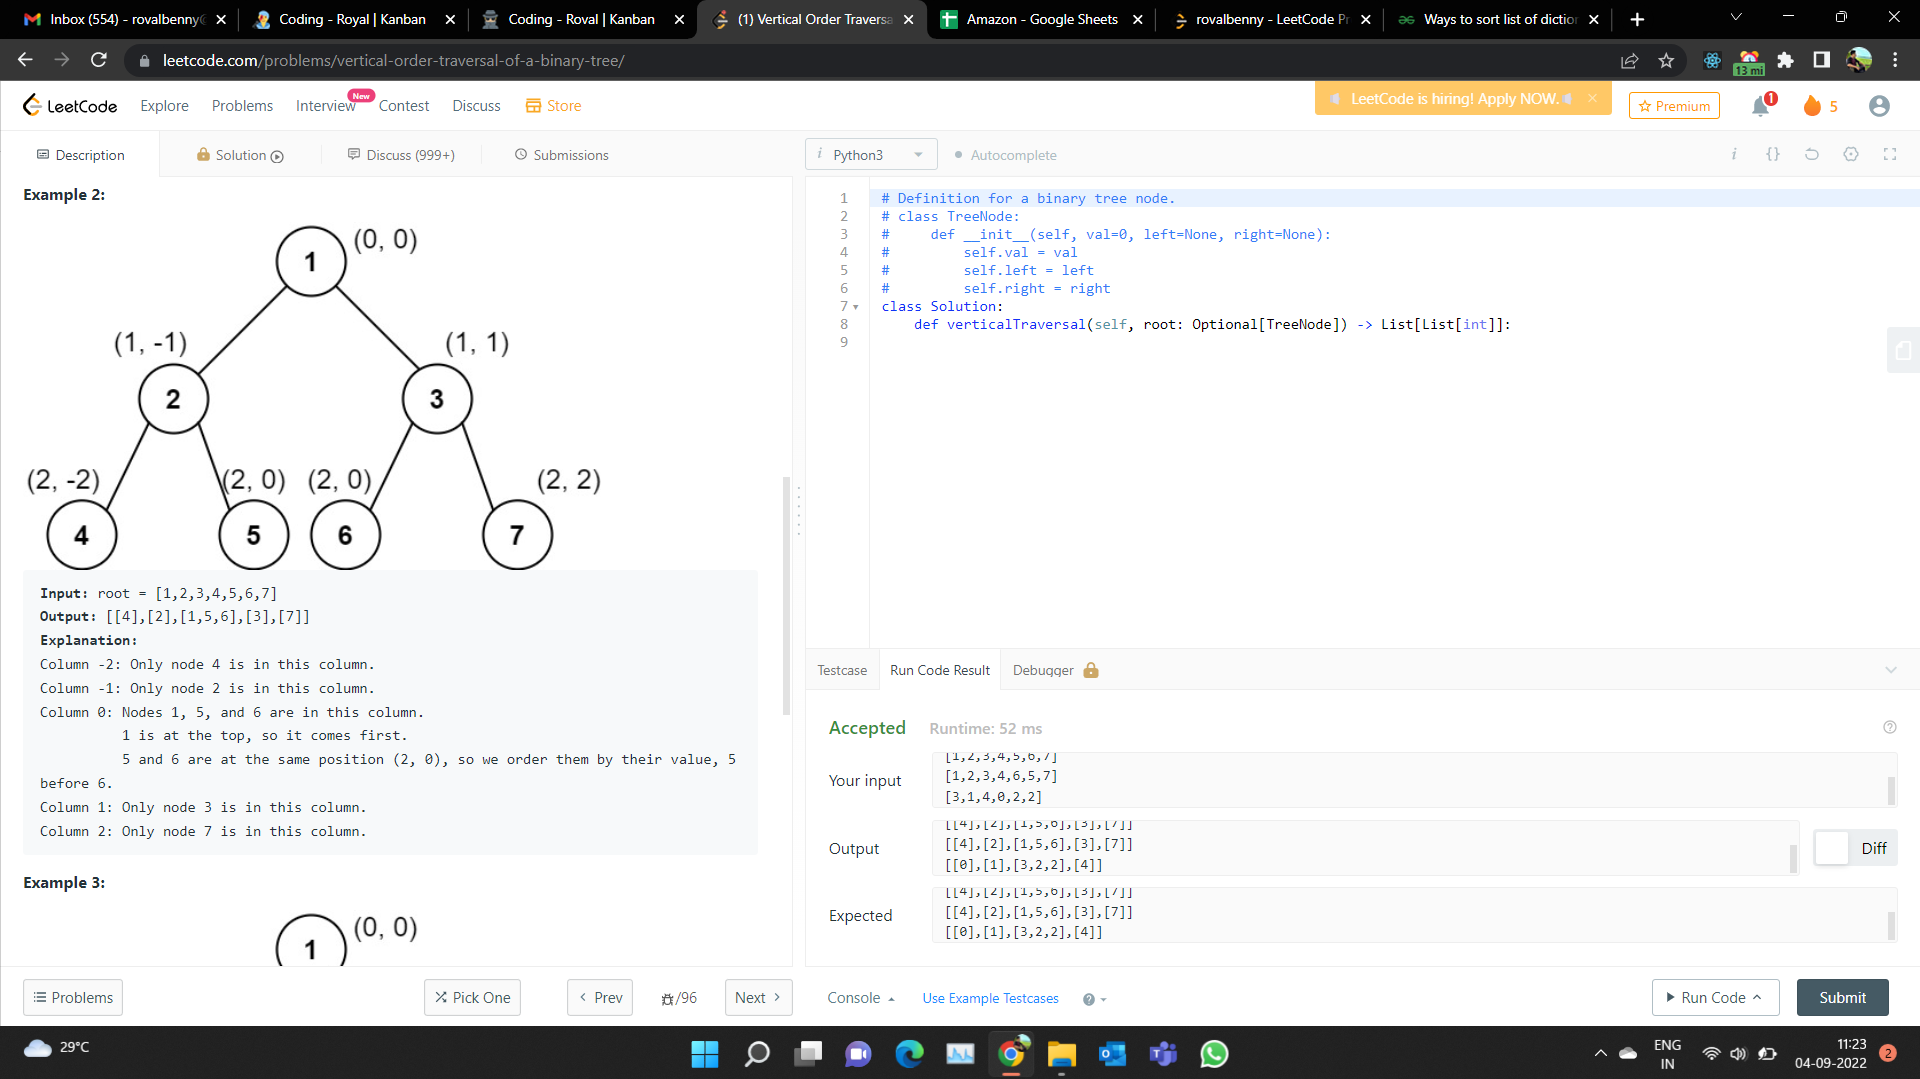 Inbox (554) - rovalbenny@
Coding - Royal | Kanban
Coding - Roval | Kanban
(1) Vertical Order Traversa
Amazon - Google Sheets
rovalbenny - LeetCode Pr
Ways to sort list of dictior
leetcode.com/problems/vertical-order-traversal-of-a-binary-tree/
13 mi
LeetCode
Explore
Problems
Interview
New
Contest
Discuss
Store
LeetCode is hiring! Apply NOW.
Premium
1
5
Description
Solution
Discuss (999+)
Submissions
Python3
Autocomplete
Example 2:
1
(0, 0)
(1, -1)
(1, 1)
2
3
(2, -2)
(2, 0)
(2, 0)
(2, 2)
4
5
6
7
Input: root = [1,2,3,4,5,6,7]
Output: [[4],[2],[1,5,6],[3],[7]]
Explanation:
Column -2: Only node 4 is in this column.
Column -1: Only node 2 is in this column.
Column 0: Nodes 1, 5, and 6 are in this column.
1 is at the top, so it comes first.
5 and 6 are at the same position (2, 0), so we order them by their value, 5
before 6.
Column 1: Only node 3 is in this column.
Column 2: Only node 7 is in this column.
Example 3:
1
(0, 0)
1 # Definition for a binary tree node.
2 # class TreeNode:
3 #     def __init__(self, val=0, left=None, right=None):
4 #         self.val = val
5 #         self.left = left
6 #         self.right = right
7 class Solution:
8     def verticalTraversal(self, root: Optional[TreeNode]) -> List[List[int]]:
9
Testcase
Run Code Result
Debugger
Accepted
Runtime: 52 ms
Your input
[1,2,3,4,5,6,7]
[1,2,3,4,6,5,7]
[3,1,4,0,2,2]
Output
[[4],[2],[1,5,6],[3],[7]]
[[4],[2],[1,5,6],[3],[7]]
[[0],[1],[3,2,2],[4]]
Diff
Expected
[[4],[2],[1,5,6],[3],[7]]
[[4],[2],[1,5,6],[3],[7]]
[[0],[1],[3,2,2],[4]]
Problems
Pick One
Prev
/96
Next
Console
Use Example Testcases
Run Code
Submit
29°C
ENG
IN
11:23
04-09-2022
2